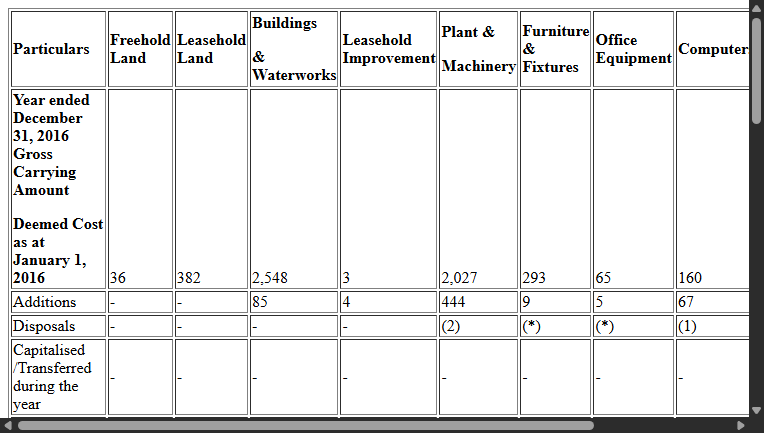 Particulars Freehold Land Leasehold Land Buildings & Waterworks Leasehold Improvement Plant & Machinery Furniture & Fixtures Office Equipment Computer
Year ended
December
31, 2016
Gross
Carrying
Amount
Deemed Cost
as at
January 1,
2016 36 382 2,548 3 2,027 293 65 160
Additions - - 85 4 444 9 5 67
Disposals - - - - (2) (*) (*) (1)
Capitalised
/Transferred
during the
year - - - - - - - -